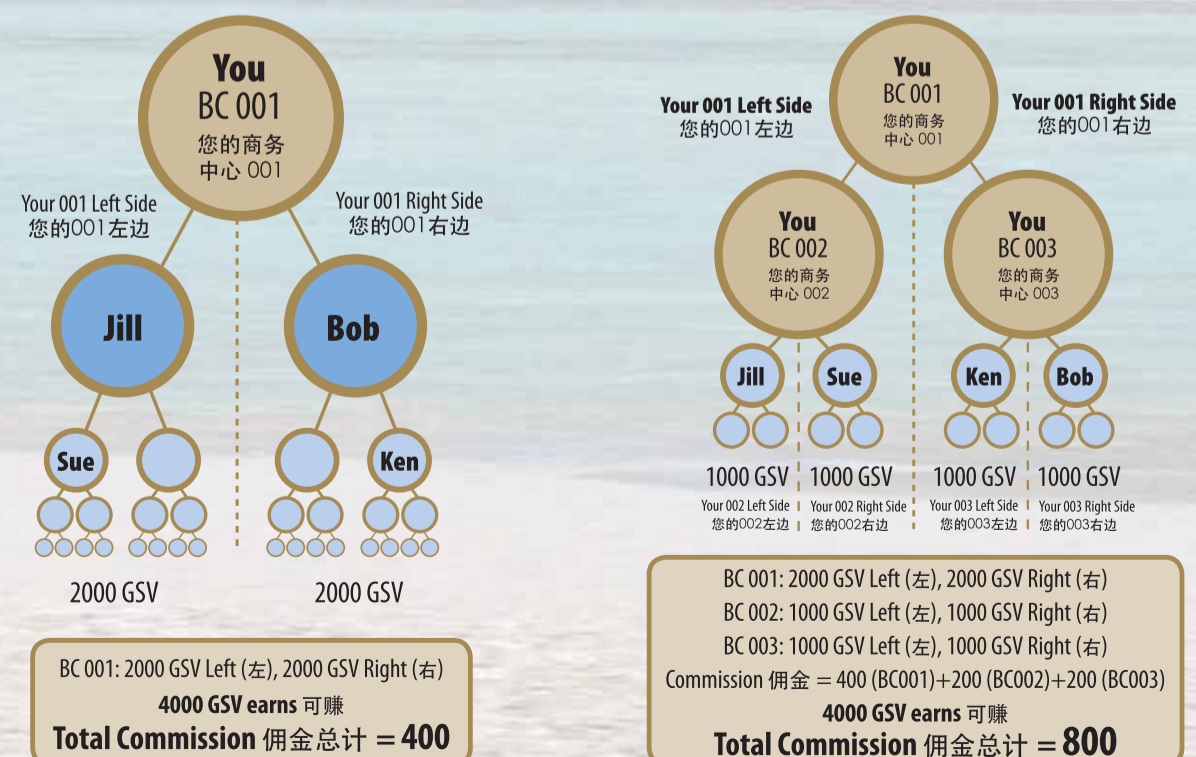 You
BC 001
您的商务
中心 001
Your 001 Left Side
您的001左边
Your 001 Right Side
您的001右边
Jill
Bob
Sue
Ken
2000 GSV
2000 GSV
BC 001: 2000 GSV Left (左), 2000 GSV Right (右)
4000 GSV earns 可赚
Total Commission 佣金总计 = 400
You
BC 001
您的商务
中心 001
Your 001 Left Side
您的001左边
Your 001 Right Side
您的001右边
You
BC 002
您的商务
中心 002
You
BC 003
您的商务
中心 003
Jill
Sue
Ken
Bob
1000 GSV
Your 002 Left Side
您的002左边
1000 GSV
Your 002 Right Side
您的002右边
1000 GSV
Your 003 Left Side
您的003左边
1000 GSV
Your 003 Right Side
您的003右边
BC 001: 2000 GSV Left (左), 2000 GSV Right (右)
BC 002: 1000 GSV Left (左), 1000 GSV Right (右)
BC 003: 1000 GSV Left (左), 1000 GSV Right (右)
Commission 佣金 = 400 (BC001)+200 (BC002)+200 (BC003)
4000 GSV earns 可赚
Total Commission 佣金总计 = 800